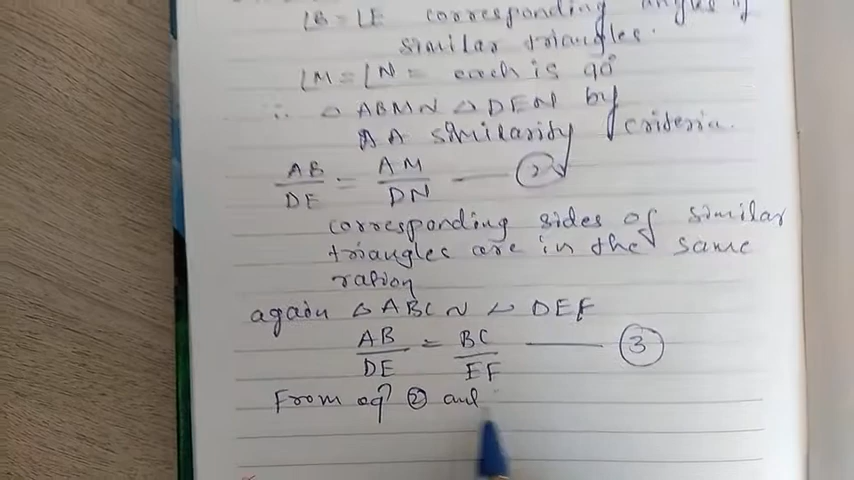 ∠B = ∠E corresponding angles of
similar triangles.
∠M = ∠N = each is 90°
∴ △ ABM ~ △ DEN by
AA similarity criteria.
AB/DE = AM/DN —— ②
corresponding sides of similar
triangles are in the same
ration
again △ ABC ~ △ DEF
AB/DE = BC/EF —— ③
From eqⁿ ② and